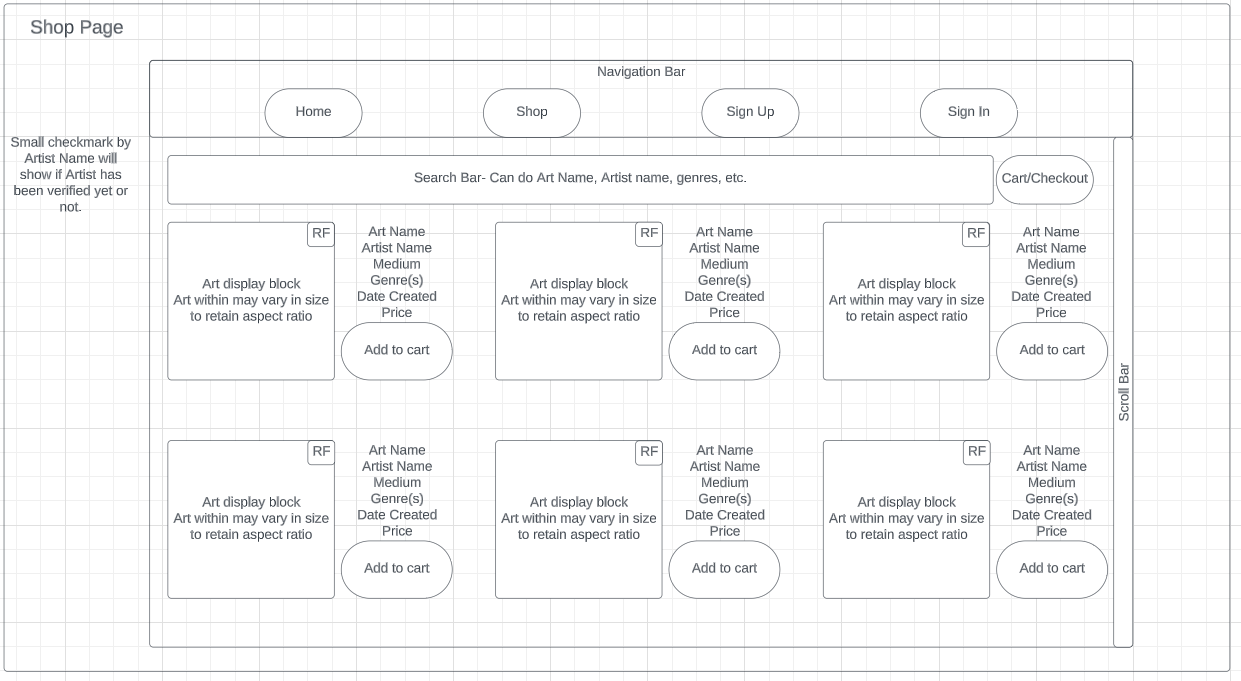 Shop Page
Navigation Bar
Home
Shop
Sign Up
Sign In
Small checkmark by
Artist Name will
show if Artist has
been verified yet or
not.
Search Bar- Can do Art Name, Artist name, genres, etc.
Cart/Checkout
RF
Art display block
Art within may vary in size
to retain aspect ratio
Art Name
Artist Name
Medium
Genre(s)
Date Created
Price
Add to cart
RF
Art display block
Art within may vary in size
to retain aspect ratio
Art Name
Artist Name
Medium
Genre(s)
Date Created
Price
Add to cart
RF
Art display block
Art within may vary in size
to retain aspect ratio
Art Name
Artist Name
Medium
Genre(s)
Date Created
Price
Add to cart
Scroll Bar
RF
Art display block
Art within may vary in size
to retain aspect ratio
Art Name
Artist Name
Medium
Genre(s)
Date Created
Price
Add to cart
RF
Art display block
Art within may vary in size
to retain aspect ratio
Art Name
Artist Name
Medium
Genre(s)
Date Created
Price
Add to cart
RF
Art display block
Art within may vary in size
to retain aspect ratio
Art Name
Artist Name
Medium
Genre(s)
Date Created
Price
Add to cart